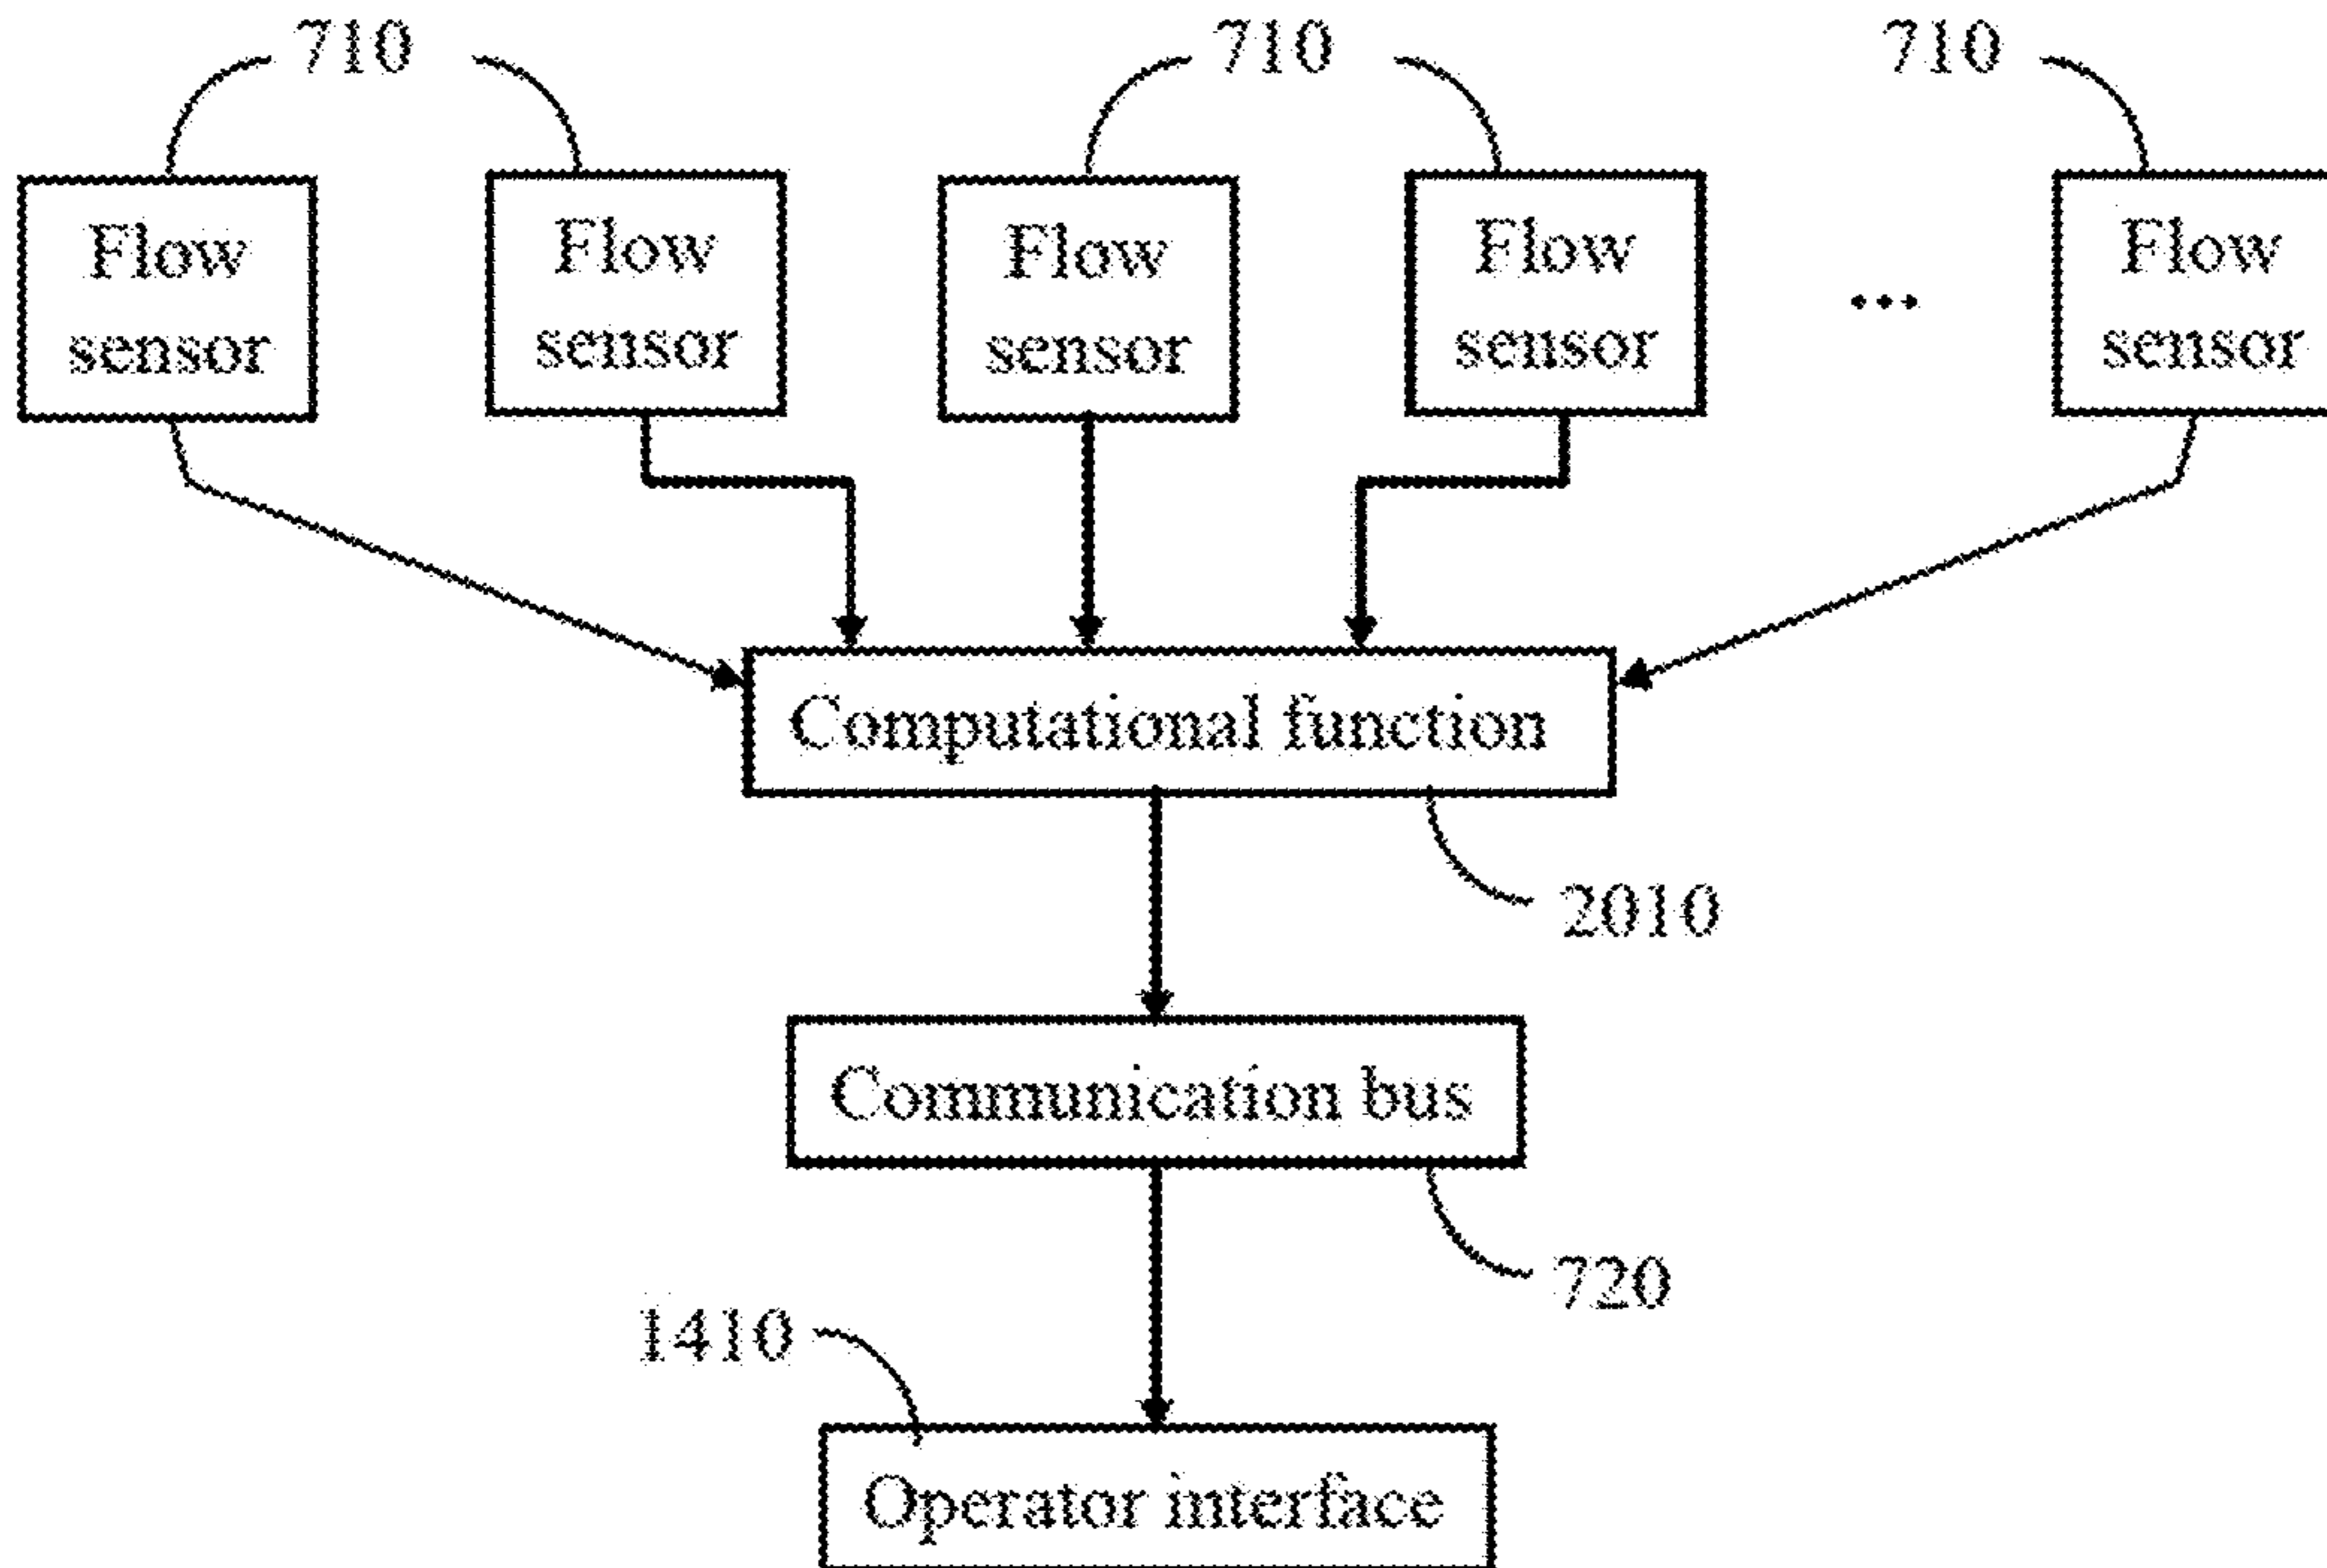 710 710 710
Flow Flow Flow Flow Flow
sensor sensor sensor sensor ... sensor
Computational function
2010
Communication bus
720
1410
Operator interface